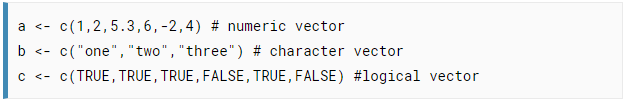 a <- c(1,2,5.3,6,-2,4) # numeric vector
b <- c("one","two","three") # character vector
c <- c(TRUE,TRUE,TRUE,FALSE,TRUE,FALSE) #logical vector